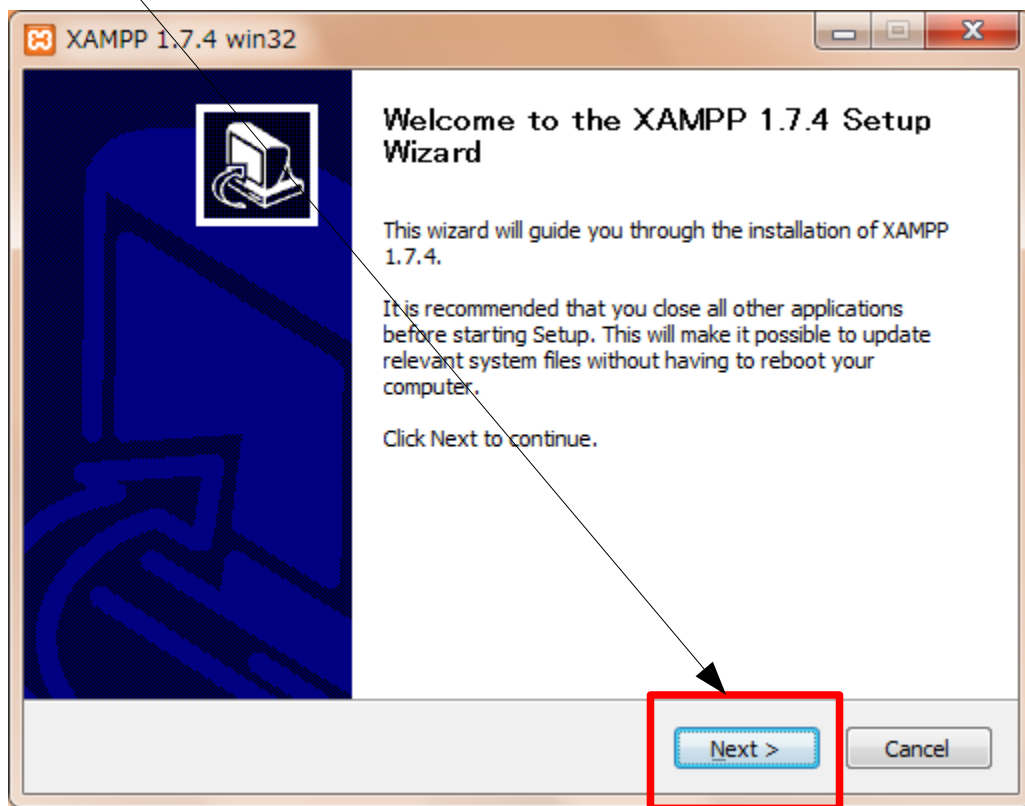 XAMPP 1.7.4 win32
Welcome to the XAMPP 1.7.4 Setup
Wizard
This wizard will guide you through the installation of XAMPP
1.7.4.
It is recommended that you close all other applications
before starting Setup. This will make it possible to update
relevant system files without having to reboot your
computer.
Click Next to continue.
Next >
Cancel